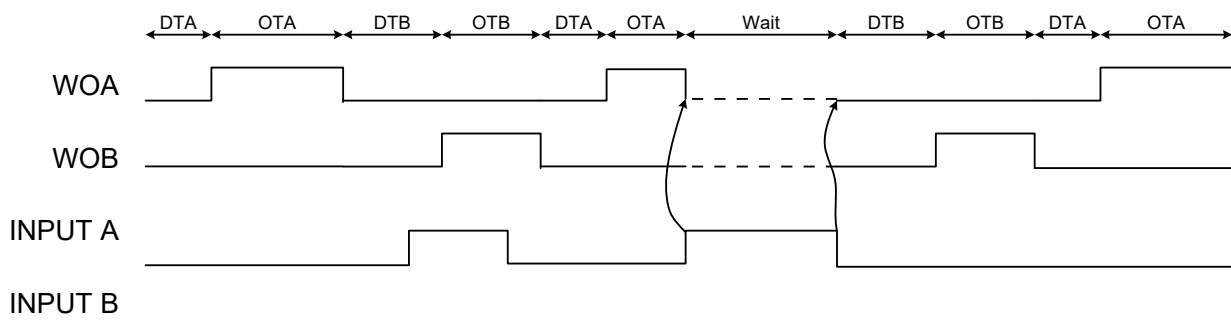 DTA OTA DTB OTB DTA OTA Wait DTB OTB DTA OTA
WOA
WOB
INPUT A
INPUT B